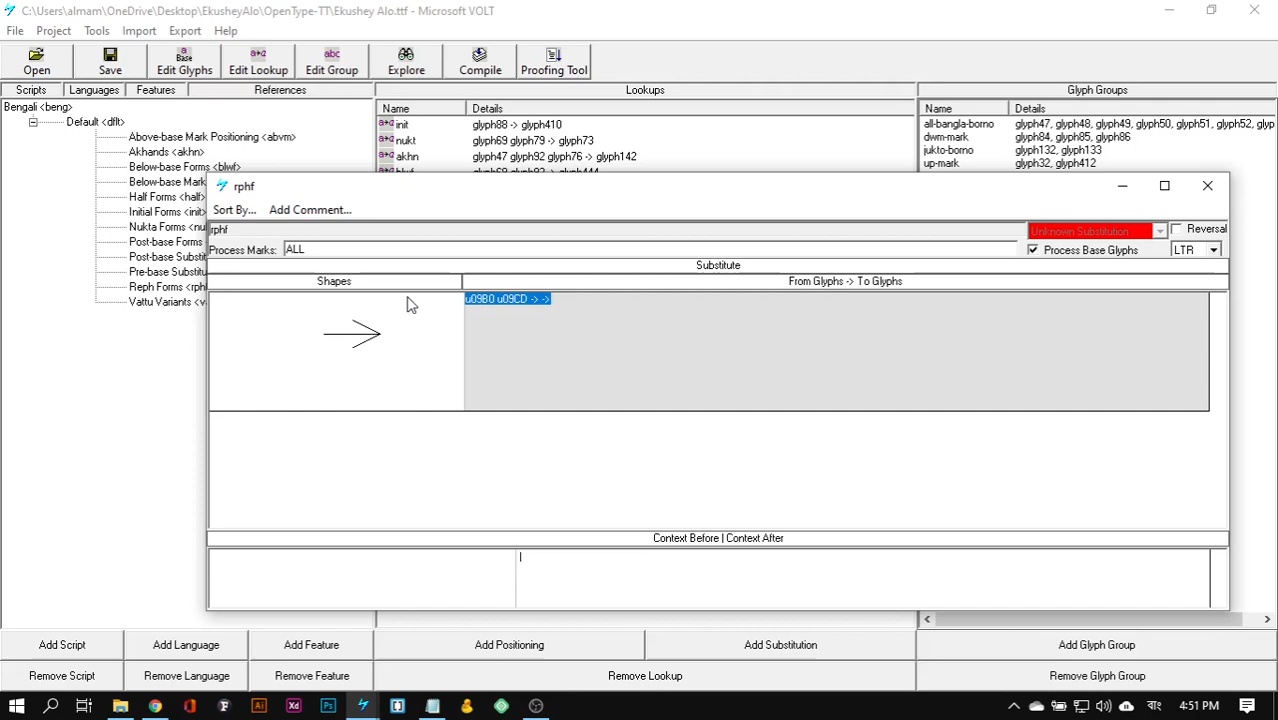 C:\Users\almam\OneDrive\Desktop\EkusheyAlo\OpenType-TT\Ekushey Alo.ttf - Microsoft VOLT
File Project Tools Import Export Help
a
Base a→d abc
Open Save Edit Glyphs Edit Lookup Edit Group Explore Compile Proofing Tool
Scripts Languages Features References Lookups Glyph Groups
Bengali <beng> Name Details Name Details
Default <dflt> init glyph88 -> glyph410 all-bangla-borno glyph47, glyph48, glyph49, glyph50, glyph51, glyph52, glyp
Above-base Mark Positioning <abvm> nukt glyph69 glyph79 -> glyph73 dwm-mark glyph84, glyph85, glyph86
Akhands <akhn> akhn glyph47 glyph92 glyph76 -> glyph142 jukto-borno glyph132, glyph133
Below-base Forms <blwf> up-mark glyph32, glyph412
Below-base Mark
Half Forms <half>
Initial Forms <init>
Nukta Forms <nu
Post-base Forms
Post-base Substitu
Pre-base Substitu
Reph Forms <rph
Vattu Variants <v
rphf
Sort By... Add Comment...
rphf Unknown Substitution Reversal
Process Marks: ALL Process Base Glyphs LTR
Substitute
Shapes From Glyphs -> To Glyphs
u09B0 u09CD -> ->
Context Before | Context After
|
Add Script Add Language Add Feature Add Positioning Add Substitution Add Glyph Group
Remove Script Remove Language Remove Feature Remove Lookup Remove Glyph Group
Ai Xd Ps বাং 4:51 PM